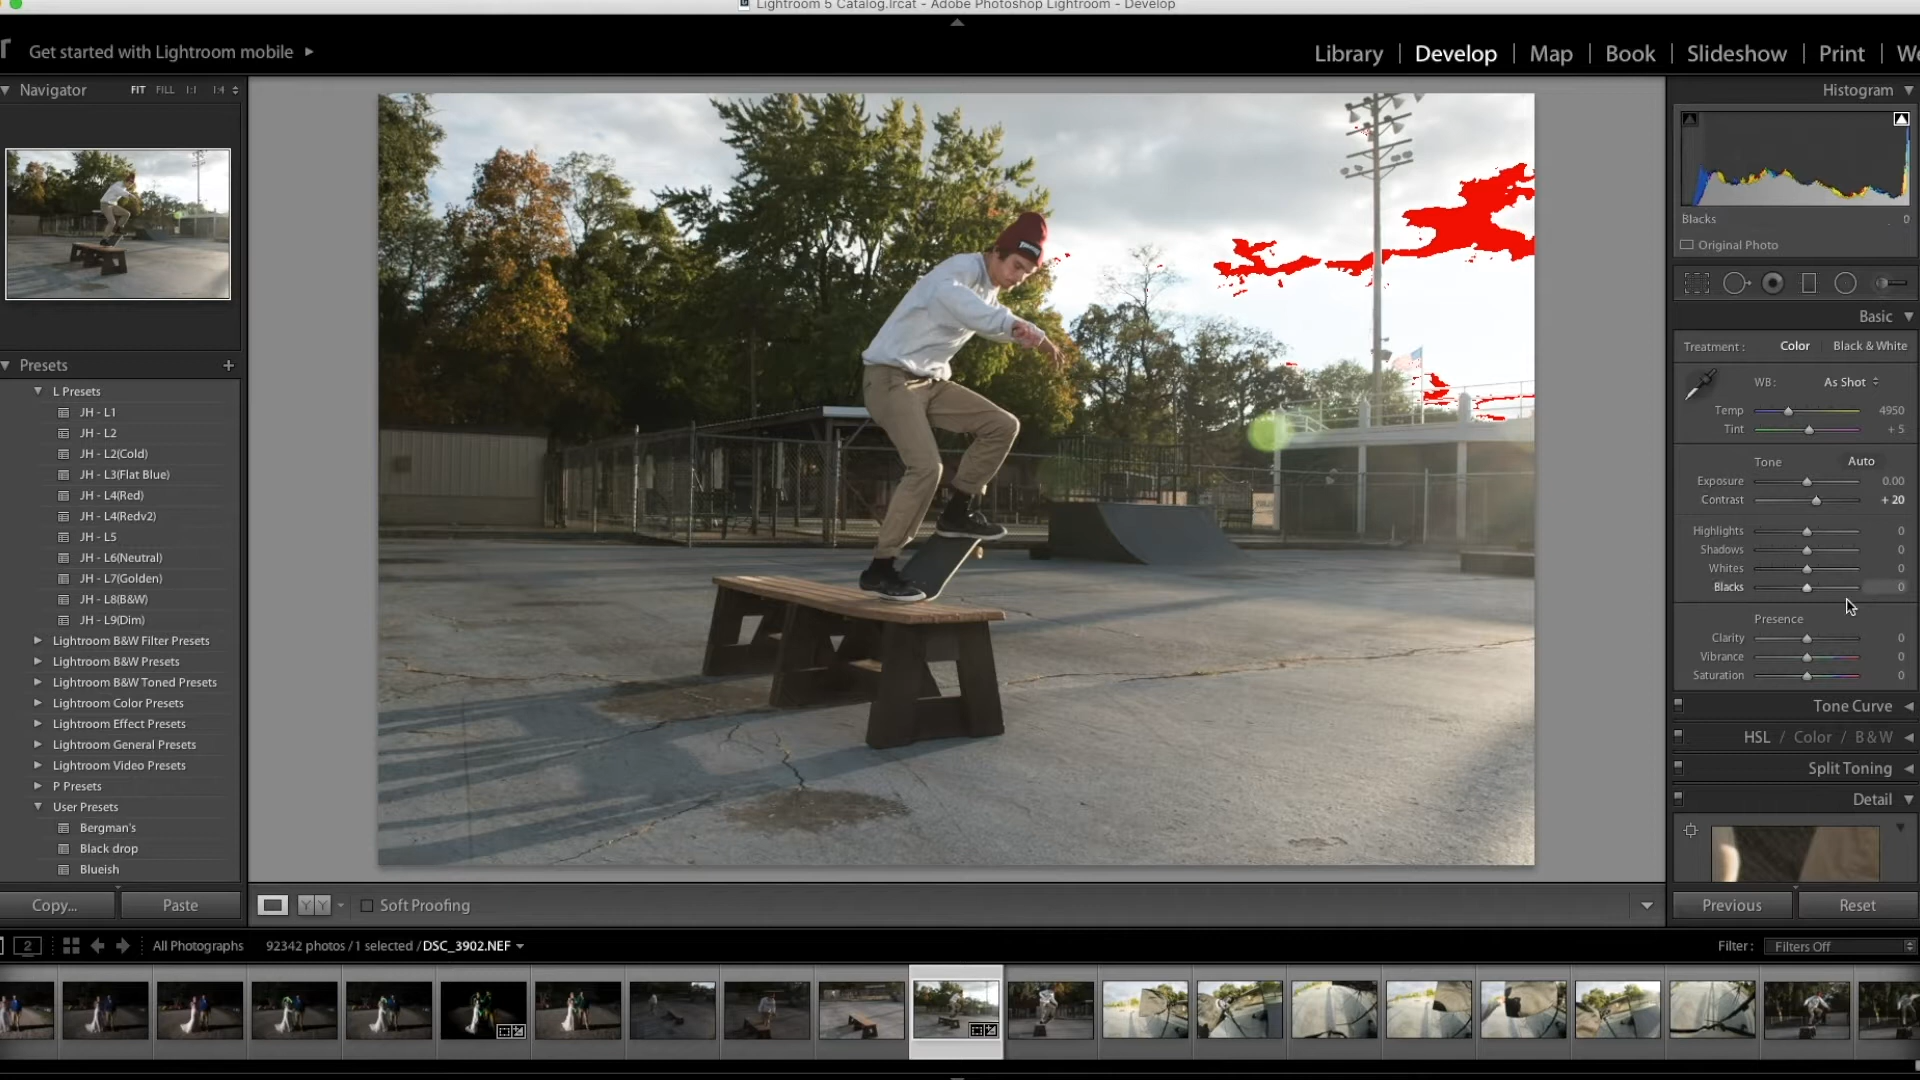 Lightroom 5 Catalog.lrcat - Adobe Photoshop Lightroom - Develop
Get started with Lightroom mobile
Library | Develop | Map | Book | Slideshow | Print | We
Navigator FIT FILL 1:1 1:4
Histogram
Blacks 0
Original Photo
Basic
Treatment : Color Black & White
WB: As Shot
Temp 4950
Tint + 5
Tone Auto
Exposure 0.00
Contrast + 20
Highlights 0
Shadows 0
Whites 0
Blacks 0
Presence
Clarity 0
Vibrance 0
Saturation 0
Tone Curve
HSL / Color / B & W
Split Toning
Detail
Previous Reset
Presets +
L Presets
JH - L1
JH - L2
JH - L2(Cold)
JH - L3(Flat Blue)
JH - L4(Red)
JH - L4(Redv2)
JH - L5
JH - L6(Neutral)
JH - L7(Golden)
JH - L8(B&W)
JH - L9(Dim)
Lightroom B&W Filter Presets
Lightroom B&W Presets
Lightroom B&W Toned Presets
Lightroom Color Presets
Lightroom Effect Presets
Lightroom General Presets
Lightroom Video Presets
P Presets
User Presets
Bergman's
Black drop
Blueish
Copy... Paste
Y Y Soft Proofing
2 All Photographs 92342 photos / 1 selected / DSC_3902.NEF
Filter : Filters Off